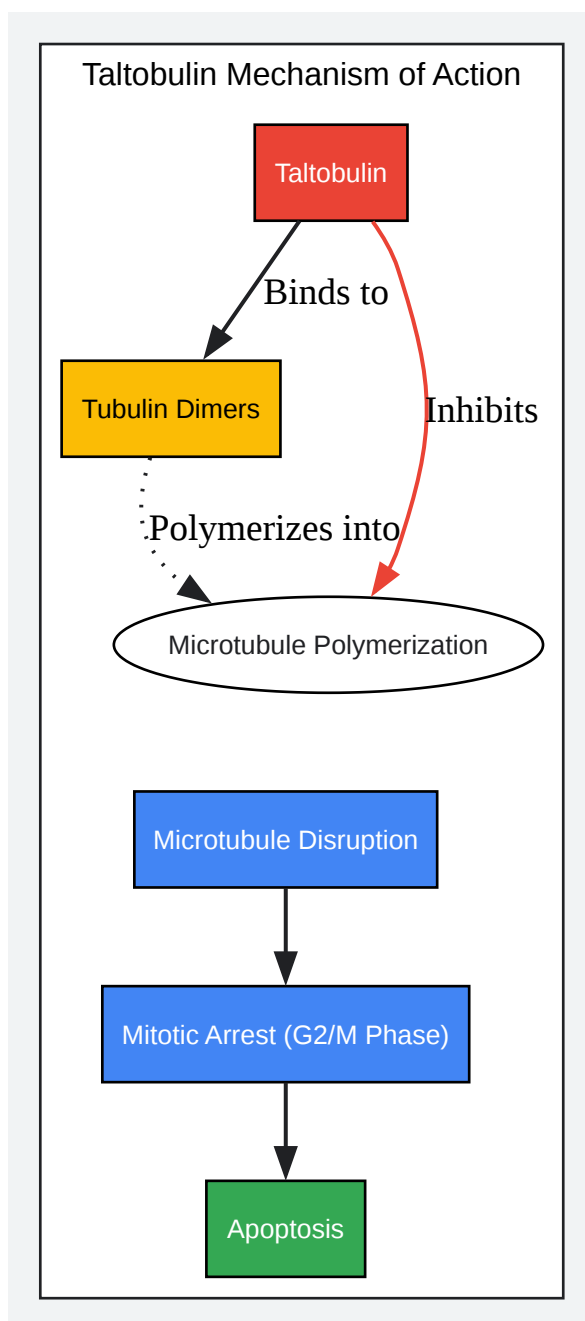 Taltobulin Mechanism of Action
Taltobulin
Binds to
Tubulin Dimers
Inhibits
Polymerizes into
Microtubule Polymerization
Microtubule Disruption
Mitotic Arrest (G2/M Phase)
Apoptosis